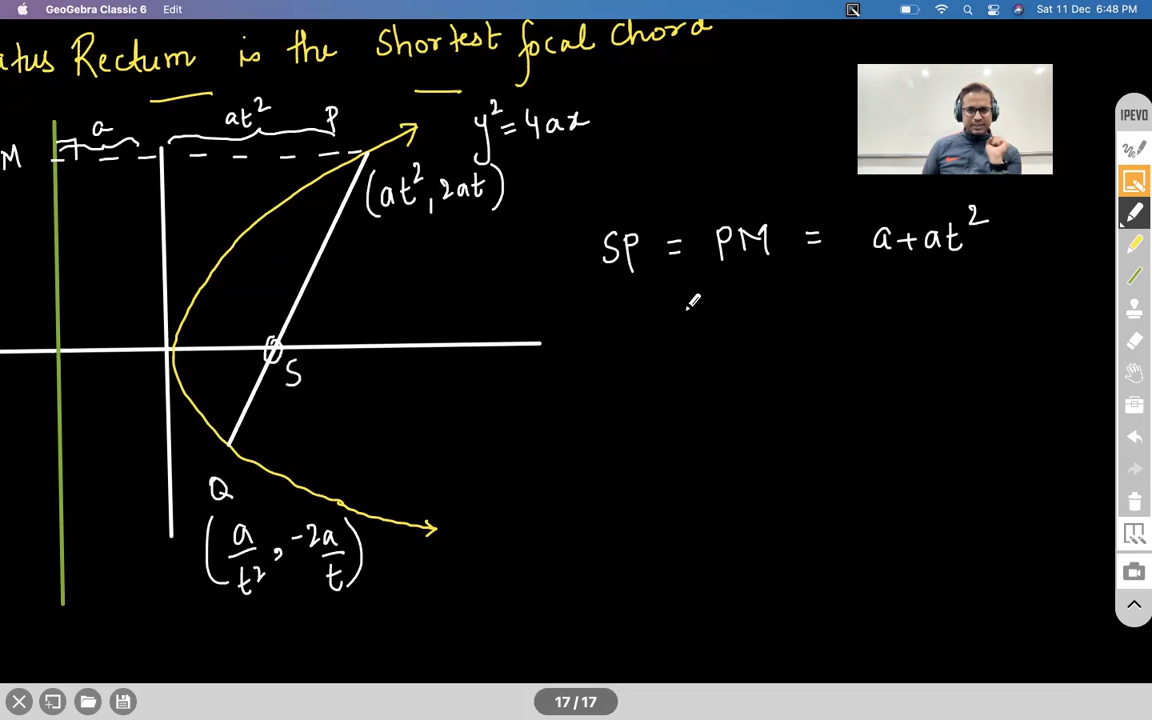 GeoGebra Classic 6 Edit Sat 11 Dec 6:48 PM
atus Rectum is the Shortest focal Chord
IPEVO
a at² P y² = 4ax
M
(at², 2at)
SP = PM = a+at²
S
Q
(a/t², -2a/t)
17 / 17